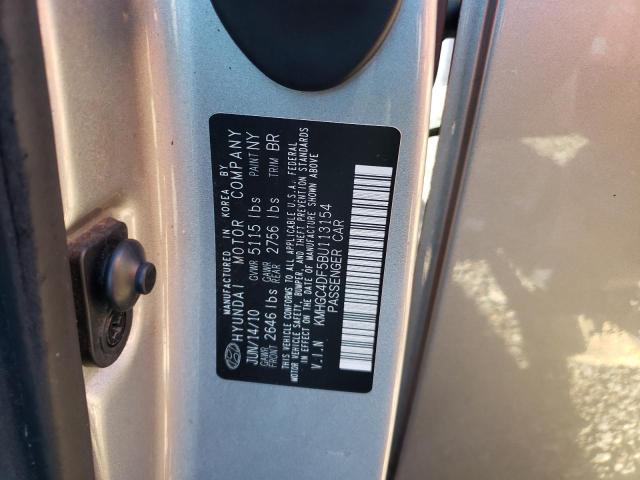 MANUFACTURED IN KOREA BY
HYUNDAI MOTOR COMPANY
JUN/14/10 GVWR 5115 lbs PAINT NY
GAWR FRONT 2646 lbs GAWR REAR 2756 lbs TRIM BR
THIS VEHICLE CONFORMS TO ALL APPLICABLE U.S.A. FEDERAL
MOTOR VEHICLE SAFETY, BUMPER, AND THEFT PREVENTION STANDARDS
IN EFFECT ON THE DATE OF MANUFACTURE SHOWN ABOVE
V.I.N KMHGC4DF5BU113154
PASSENGER CAR